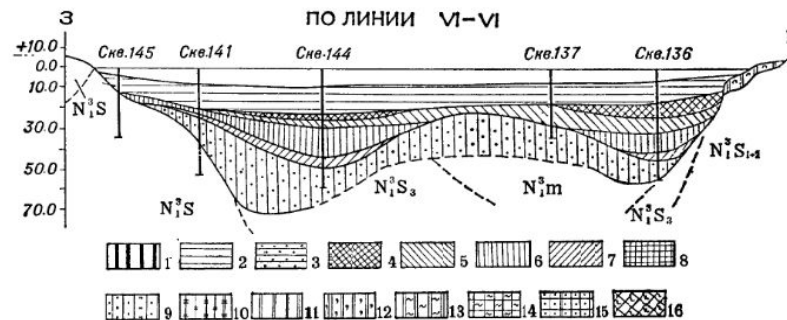 З ПО ЛИНИИ VI-VI
Скв.145 Скв.141 Скв.144 Скв.137 Скв.136
+10.0
0.0
10.0
30.0
50.0
70.0
N₁³S
N₁³S N₁³S₃ N₁³m N₁³S₃ N₁³S₁₋₂
1 2 3 4 5 6 7 8
9 10 11 12 13 14 15 16